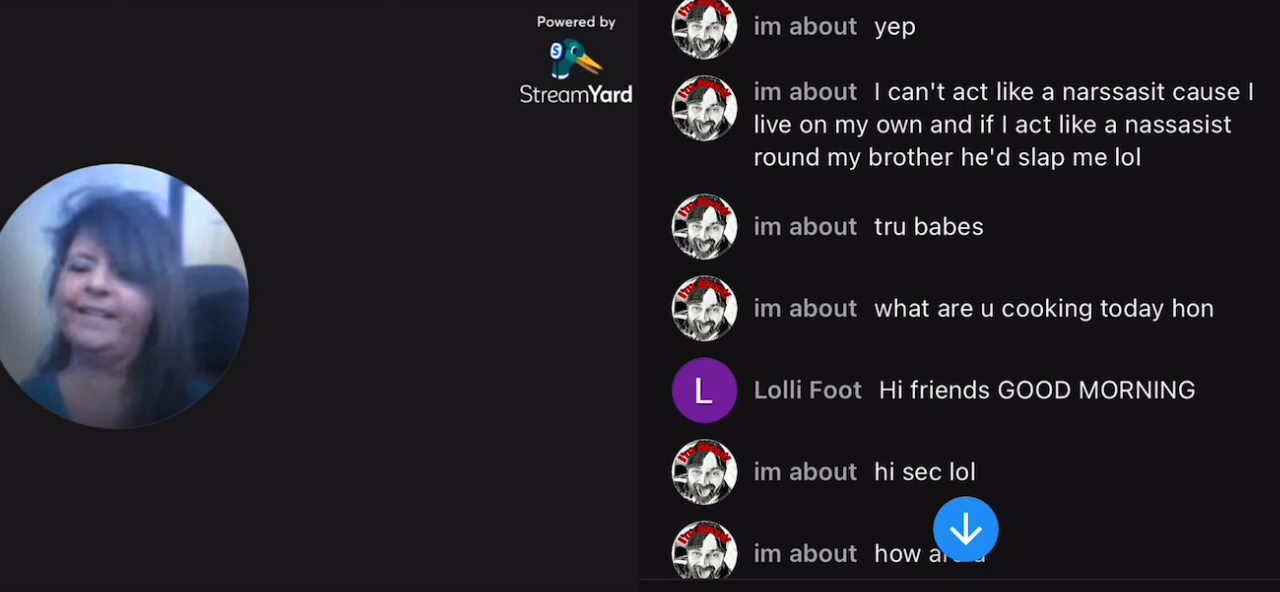 Powered by
StreamYard
im about yep
im about I can't act like a narssasit cause I
live on my own and if I act like a nassasist
round my brother he'd slap me lol
im about tru babes
im about what are u cooking today hon
L Lolli Foot Hi friends GOOD MORNING
im about hi sec lol
im about how